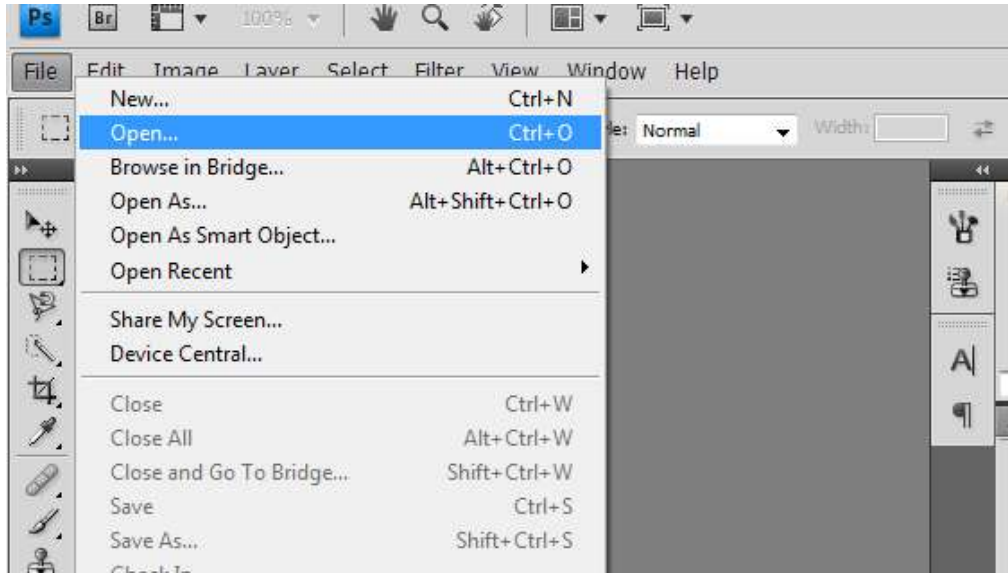 Ps Br 100%
File Edit Image Layer Select Filter View Window Help
New... Ctrl+N
Open... Ctrl+O
Normal Width:
Browse in Bridge... Alt+Ctrl+O
Open As... Alt+Shift+Ctrl+O
Open As Smart Object...
Open Recent
Share My Screen...
Device Central...
Close Ctrl+W
Close All Alt+Ctrl+W
Close and Go To Bridge... Shift+Ctrl+W
Save Ctrl+S
Save As... Shift+Ctrl+S